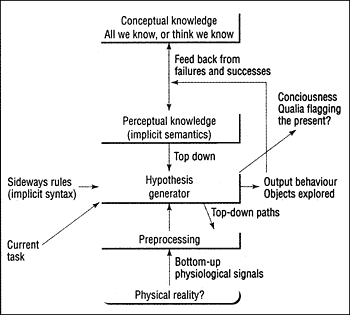 Conceptual knowledge
All we know, or think we know
Feed back from
failures and successes
Conciousness
Qualia flagging
the present?
Perceptual knowledge
(implicit semantics)
Top down
Sideways rules
(implicit syntax)
Hypothesis
generator
Output behaviour
Objects explored
Top-down paths
Current
task
Preprocessing
Bottom-up
physiological signals
Physical reality?